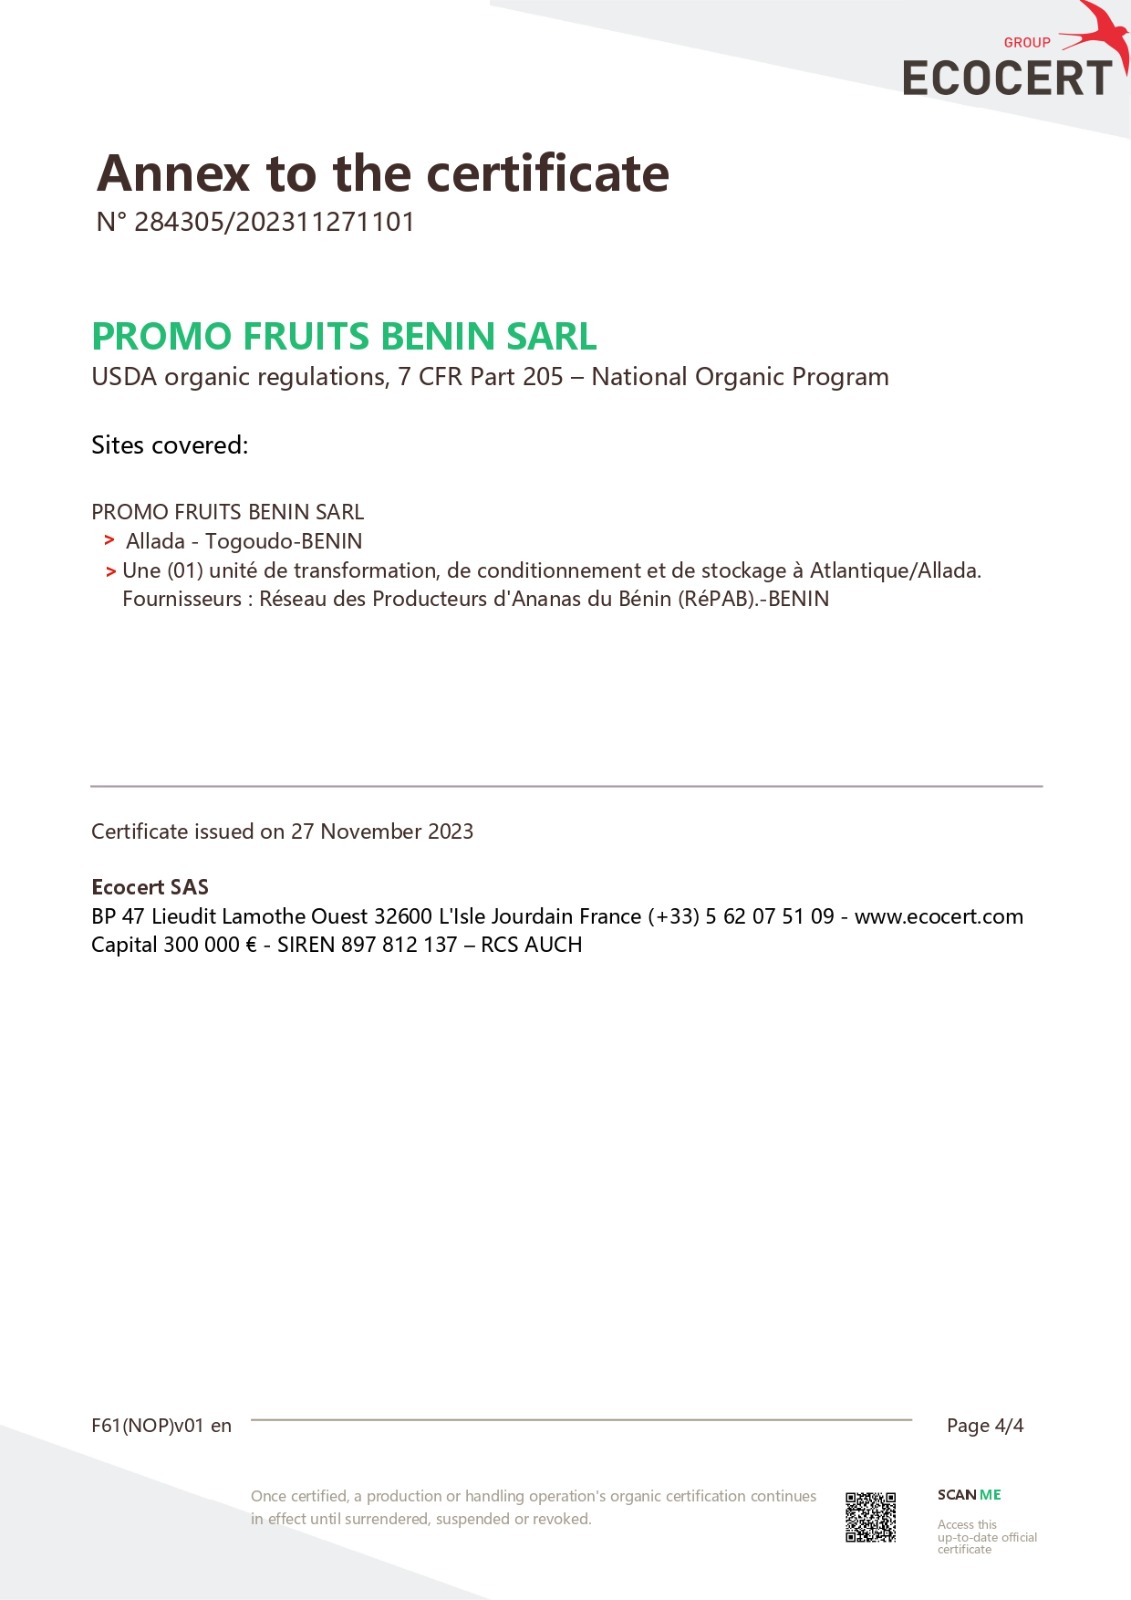 GROUP
ECOCERT
Annex to the certificate
N° 284305/202311271101
PROMO FRUITS BENIN SARL
USDA organic regulations, 7 CFR Part 205 – National Organic Program
Sites covered:
PROMO FRUITS BENIN SARL
> Allada - Togoudo-BENIN
> Une (01) unité de transformation, de conditionnement et de stockage à Atlantique/Allada.
Fournisseurs : Réseau des Producteurs d'Ananas du Bénin (RéPAB).-BENIN
Certificate issued on 27 November 2023
Ecocert SAS
BP 47 Lieudit Lamothe Ouest 32600 L'Isle Jourdain France (+33) 5 62 07 51 09 - www.ecocert.com
Capital 300 000 € - SIREN 897 812 137 – RCS AUCH
F61(NOP)v01 en
Page 4/4
Once certified, a production or handling operation's organic certification continues
in effect until surrendered, suspended or revoked.
SCAN ME
Access this
up-to-date official
certificate